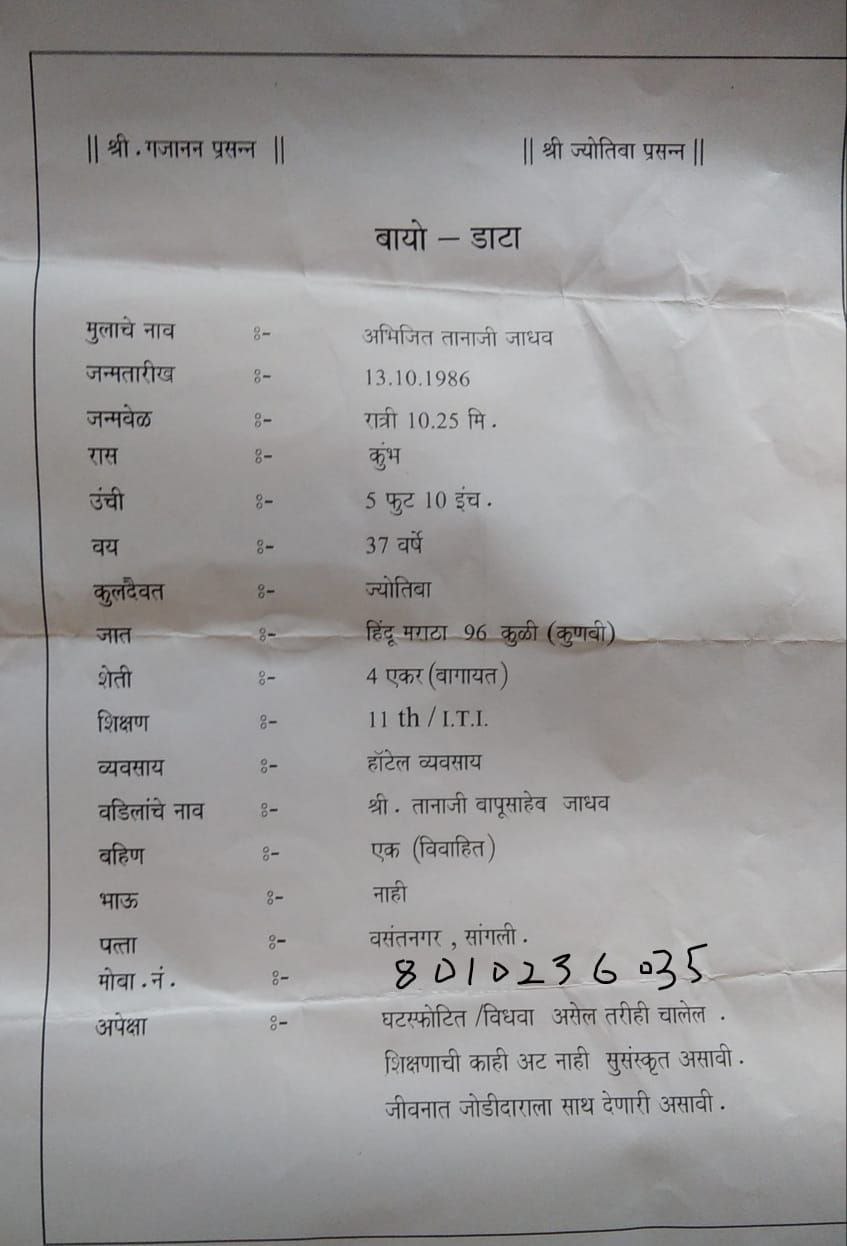 || श्री . गजानन प्रसन्न || || श्री ज्योतिबा प्रसन्न ||
बायो – डाटा
मुलाचे नाव :- अभिजित तानाजी जाधव
जन्मतारीख :- 13.10.1986
जन्मवेळ :- रात्री 10.25 मि .
रास :- कुंभ
उंची :- 5 फुट 10 इंच .
वय :- 37 वर्षे
कुलदैवत :- ज्योतिबा
जात :- हिंदू मराठा 96 कुळी (कुणबी)
शेती :- 4 एकर (बागायत)
शिक्षण :- 11 th / I.T.I.
व्यवसाय :- हॉटेल व्यवसाय
वडिलांचे नाव :- श्री . तानाजी बापूसाहेब जाधव
बहिण :- एक (विवाहित)
भाऊ :- नाही
पत्ता :- वसंतनगर , सांगली .
मोबा . नं . :- 8010236035
अपेक्षा :- घटस्फोटित /विधवा असेल तरीही चालेल .
शिक्षणाची काही अट नाही सुसंस्कृत असावी .
जीवनात जोडीदाराला साथ देणारी असावी .